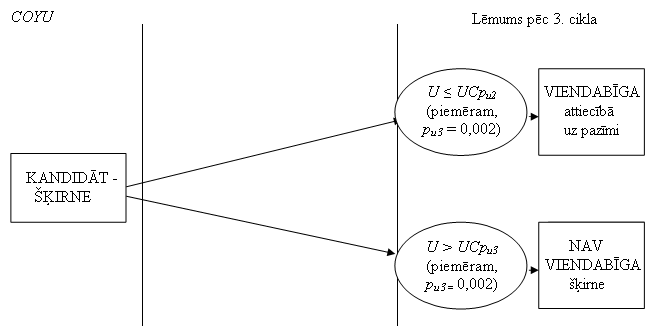 COYU
Lēmums pēc 3. cikla
U ≤ UCpu2
(piemēram,
pu3 = 0,002)
VIENDABĪGA
attiecībā
uz pazīmi
KANDIDĀT -
ŠĶIRNE
U > UCpu3
(piemēram,
pu3 = 0,002)
NAV
VIENDABĪGA
šķirne